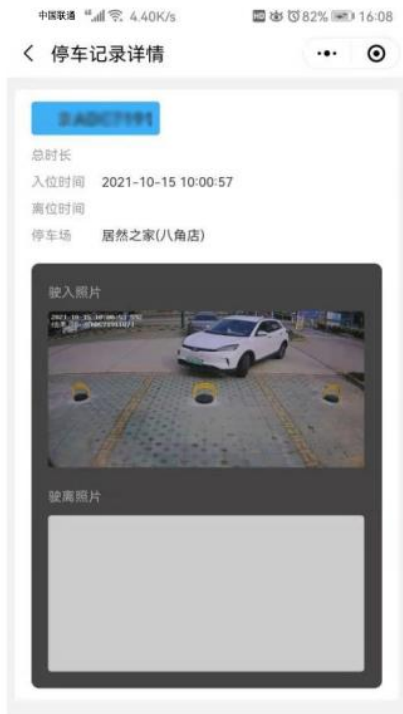 中国联通 4.40K/s HD 82% 16:08
停车记录详情
总时长
入位时间 2021-10-15 10:00:57
离位时间
停车场 居然之家(八角店)
驶入照片
驶离照片